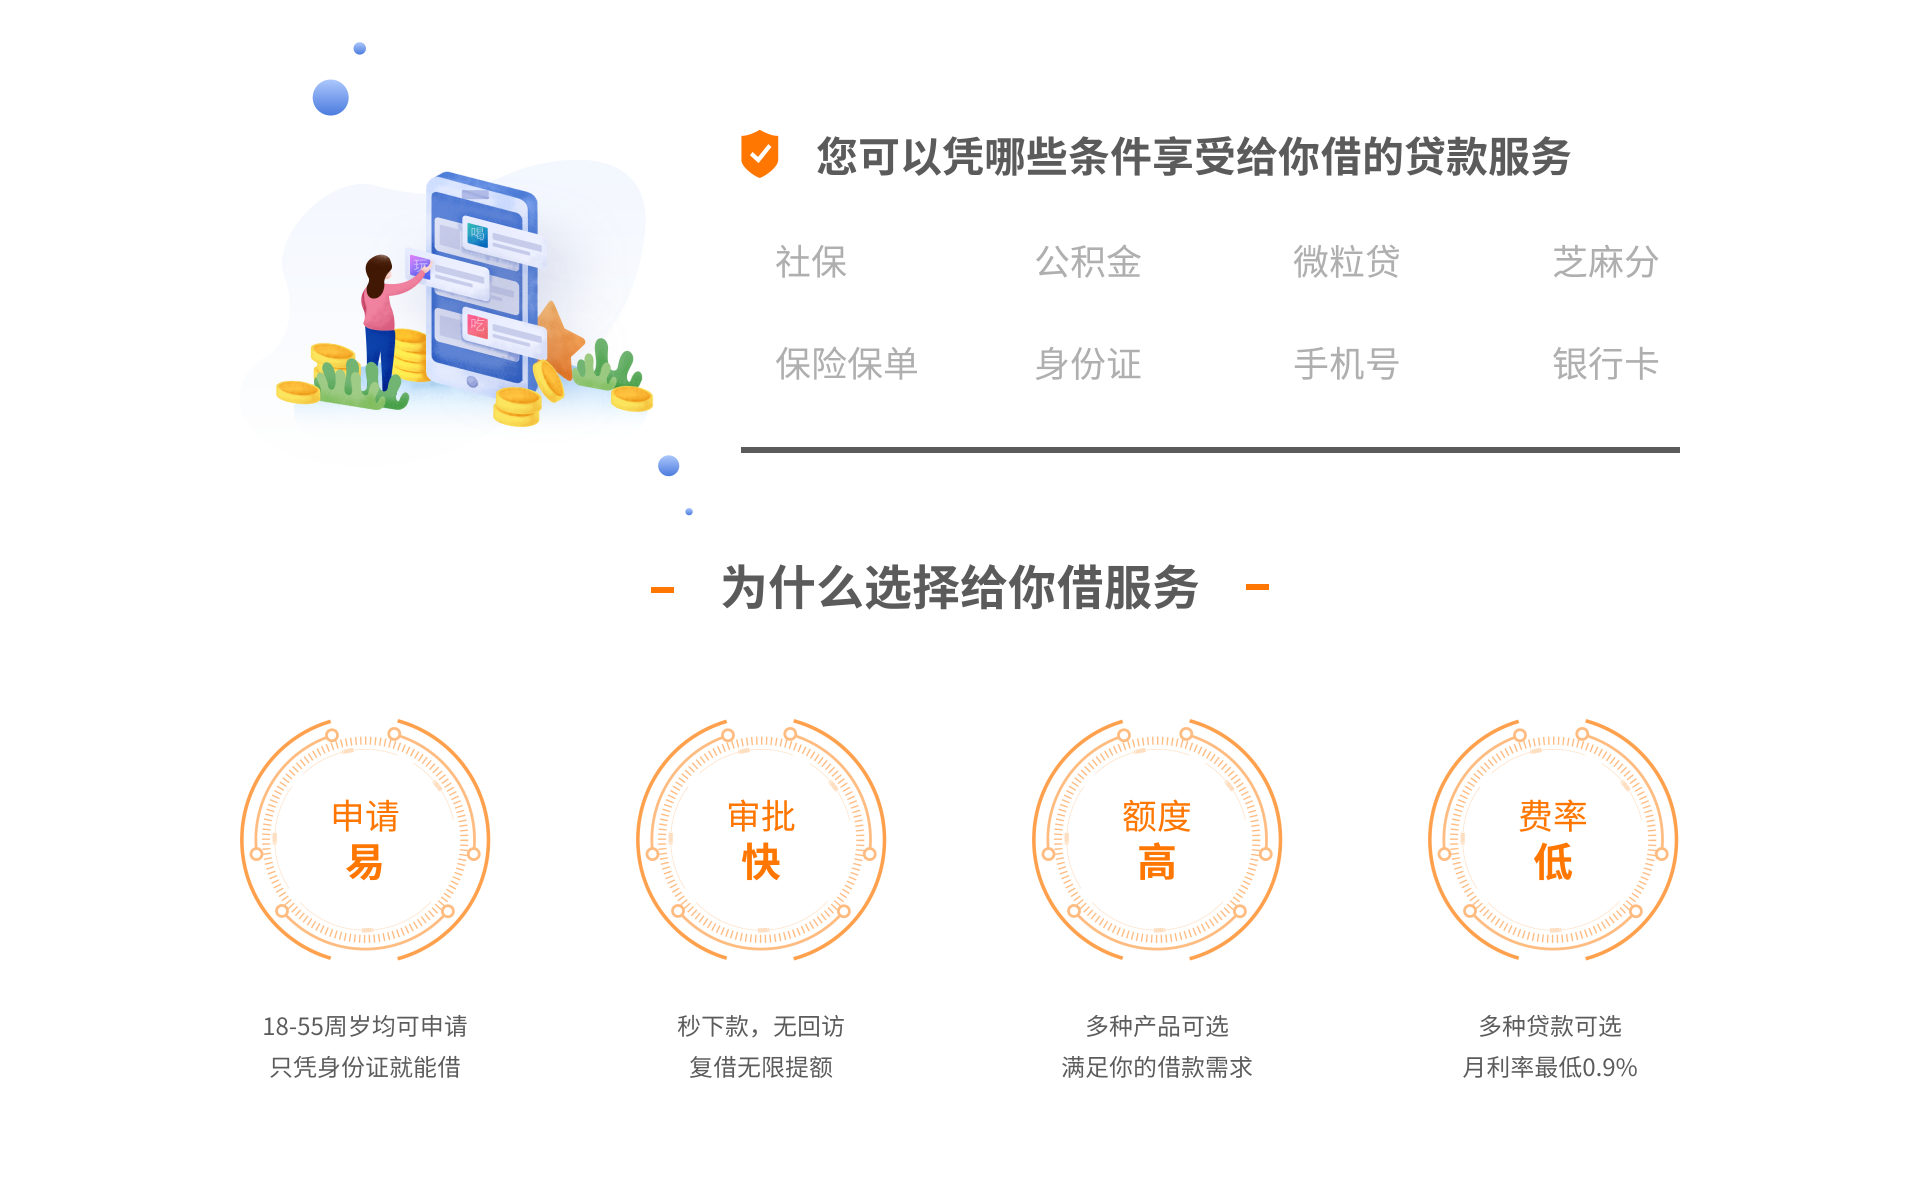 喝
玩
吃
您可以凭哪些条件享受给你借的贷款服务
社保 公积金 微粒贷 芝麻分
保险保单 身份证 手机号 银行卡
为什么选择给你借服务
申请
易
审批
快
额度
高
费率
低
18-55周岁均可申请
只凭身份证就能借
秒下款，无回访
复借无限提额
多种产品可选
满足你的借款需求
多种贷款可选
月利率最低0.9%